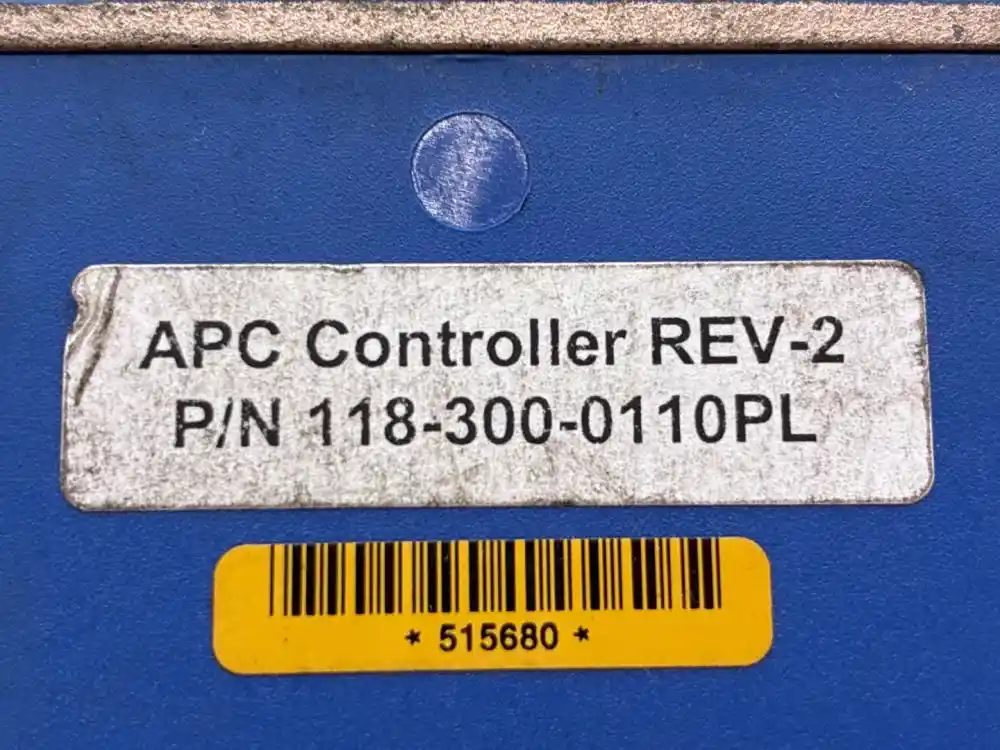 APC Controller REV-2
P/N 118-300-0110PL
* 515680 *